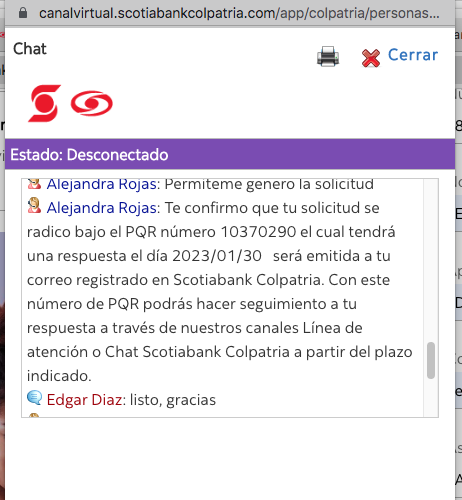 canalvirtual.scotiabankcolpatria.com/app/colpatria/personas...
Chat
Cerrar
Estado: Desconectado
Alejandra Rojas: Permiteme genero la solicitud
Alejandra Rojas: Te confirmo que tu solicitud se
radico bajo el PQR número 10370290 el cual tendrá
una respuesta el día 2023/01/30 será emitida a tu
correo registrado en Scotiabank Colpatria. Con este
número de PQR podrás hacer seguimiento a tu
respuesta a través de nuestros canales Línea de
atención o Chat Scotiabank Colpatria a partir del plazo
indicado.
Edgar Diaz: listo, gracias